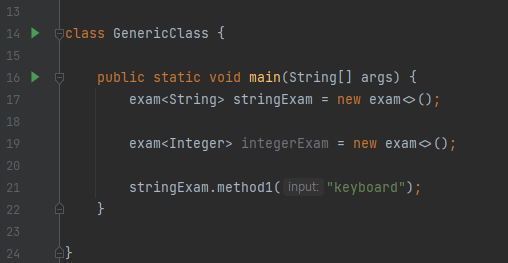 13
14 class GenericClass {
15
16 public static void main(String[] args) {
17 exam<String> stringExam = new exam<>();
18
19 exam<Integer> integerExam = new exam<>();
20
21 stringExam.method1( input: "keyboard");
22 }
23
24 }